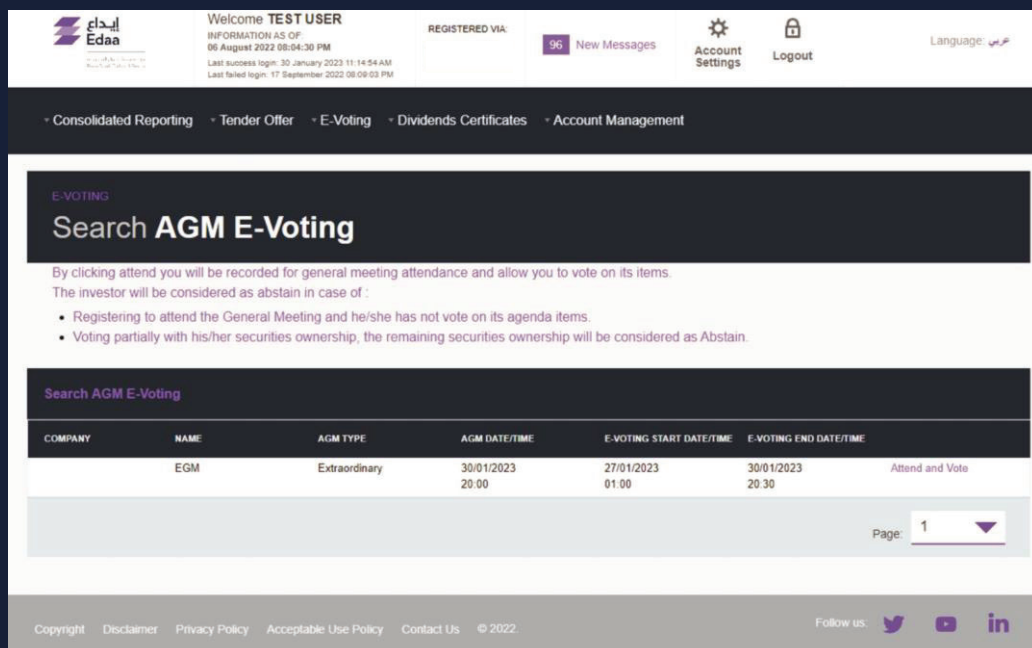 إيداع
Edaa
Welcome TEST USER
INFORMATION AS OF:
06 August 2022 08:04:30 PM
Last success login: 30 January 2023 11:14:54 AM
Last failed login: 17 September 2022 08:09:03 PM
REGISTERED VIA:
96 New Messages
Account Settings
Logout
Language: عربي
Consolidated Reporting Tender Offer E-Voting Dividends Certificates Account Management
E-VOTING
Search AGM E-Voting
By clicking attend you will be recorded for general meeting attendance and allow you to vote on its items.
The investor will be considered as abstain in case of :
• Registering to attend the General Meeting and he/she has not vote on its agenda items.
• Voting partially with his/her securities ownership, the remaining securities ownership will be considered as Abstain.
Search AGM E-Voting
COMPANY NAME AGM TYPE AGM DATE/TIME E-VOTING START DATE/TIME E-VOTING END DATE/TIME
EGM Extraordinary 30/01/2023 27/01/2023 30/01/2023 Attend and Vote
20:00 01:00 20:30
Page: 1
Copyright Disclaimer Privacy Policy Acceptable Use Policy Contact Us © 2022. Follow us: